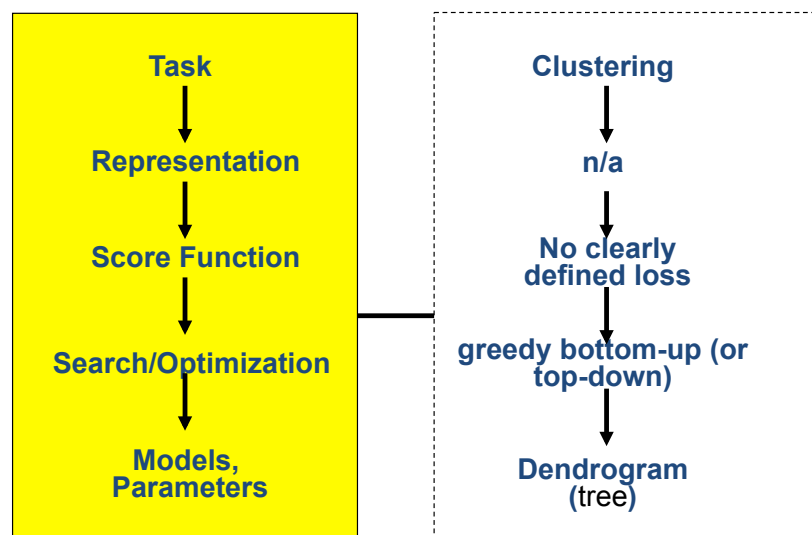 Task
Representation
Score Function
Search/Optimization
Models,
Parameters
Clustering
n/a
No clearly
defined loss
greedy bottom-up (or
top-down)
Dendrogram
(tree)